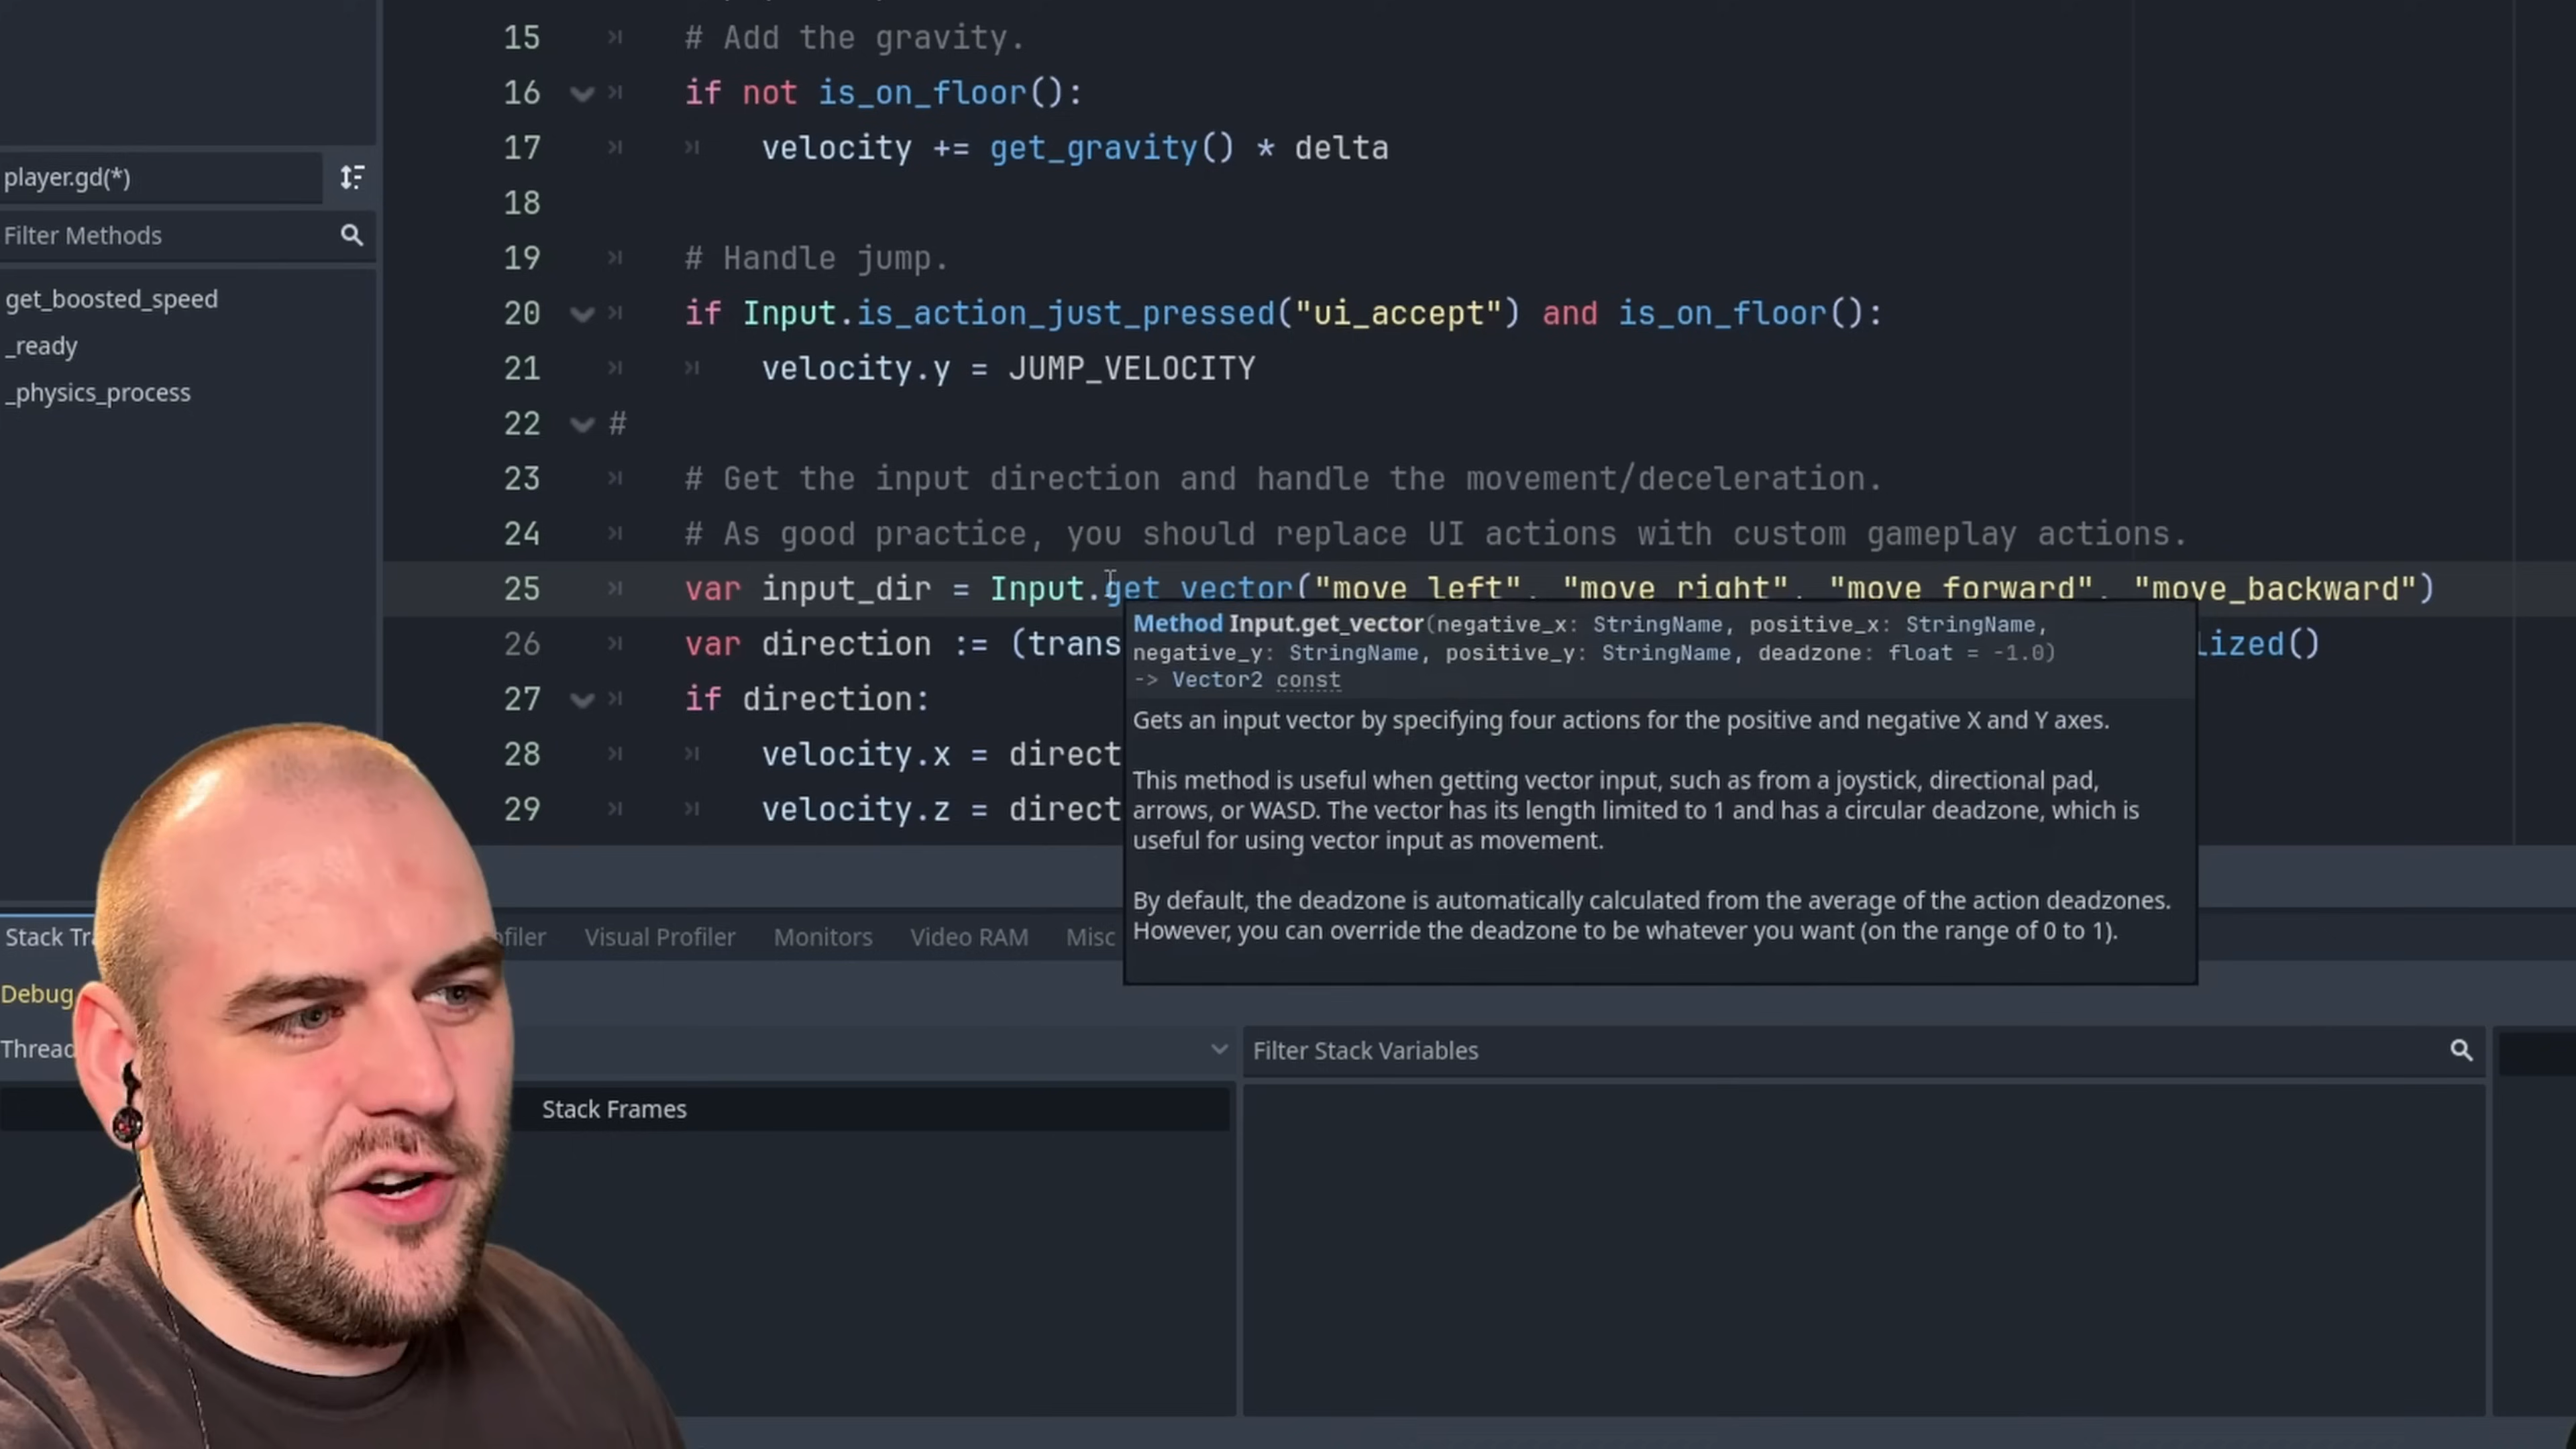 15 # Add the gravity.
16 if not is_on_floor():
17 velocity += get_gravity() * delta
18
19 # Handle jump.
20 if Input.is_action_just_pressed("ui_accept") and is_on_floor():
21 velocity.y = JUMP_VELOCITY
22 #
23 # Get the input direction and handle the movement/deceleration.
24 # As good practice, you should replace UI actions with custom gameplay actions.
25 var input_dir = Input.get_vector("move_left", "move_right", "move_forward", "move_backward")
26 var direction := (trans lized()
27 if direction:
28 velocity.x = direct
29 velocity.z = direct
player.gd(*)
Filter Methods
get_boosted_speed
_ready
_physics_process
Method Input.get_vector(negative_x: StringName, positive_x: StringName,
negative_y: StringName, positive_y: StringName, deadzone: float = -1.0)
-> Vector2 const
Gets an input vector by specifying four actions for the positive and negative X and Y axes.
This method is useful when getting vector input, such as from a joystick, directional pad,
arrows, or WASD. The vector has its length limited to 1 and has a circular deadzone, which is
useful for using vector input as movement.
By default, the deadzone is automatically calculated from the average of the action deadzones.
However, you can override the deadzone to be whatever you want (on the range of 0 to 1).
Stack Tra ofiler Visual Profiler Monitors Video RAM Misc
Debug
Thread
Filter Stack Variables
Stack Frames